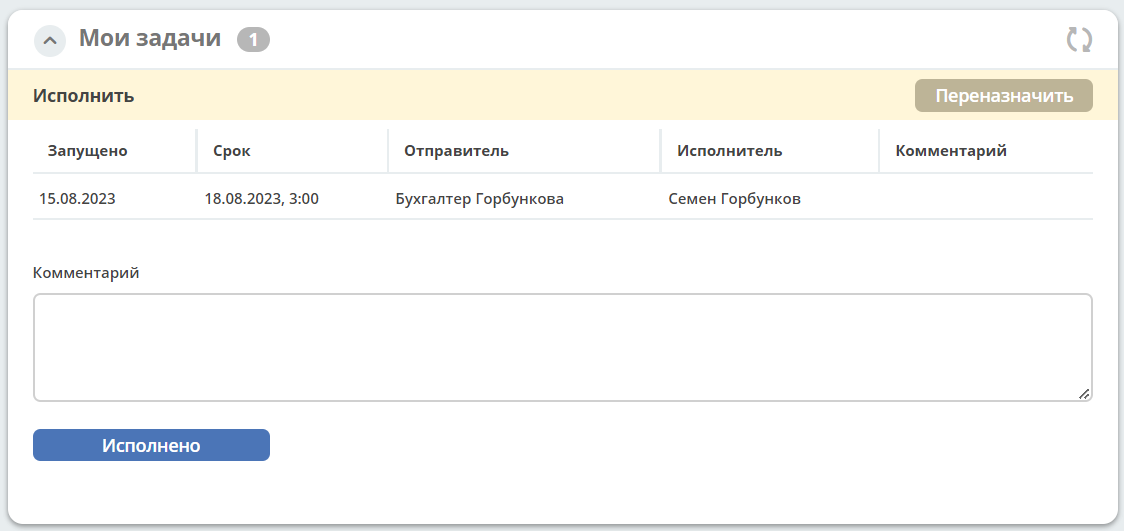 Мои задачи 1
Исполнить Переназначить
Запущено Срок Отправитель Исполнитель Комментарий
15.08.2023 18.08.2023, 3:00 Бухгалтер Горбункова Семен Горбунков
Комментарий
Исполнено